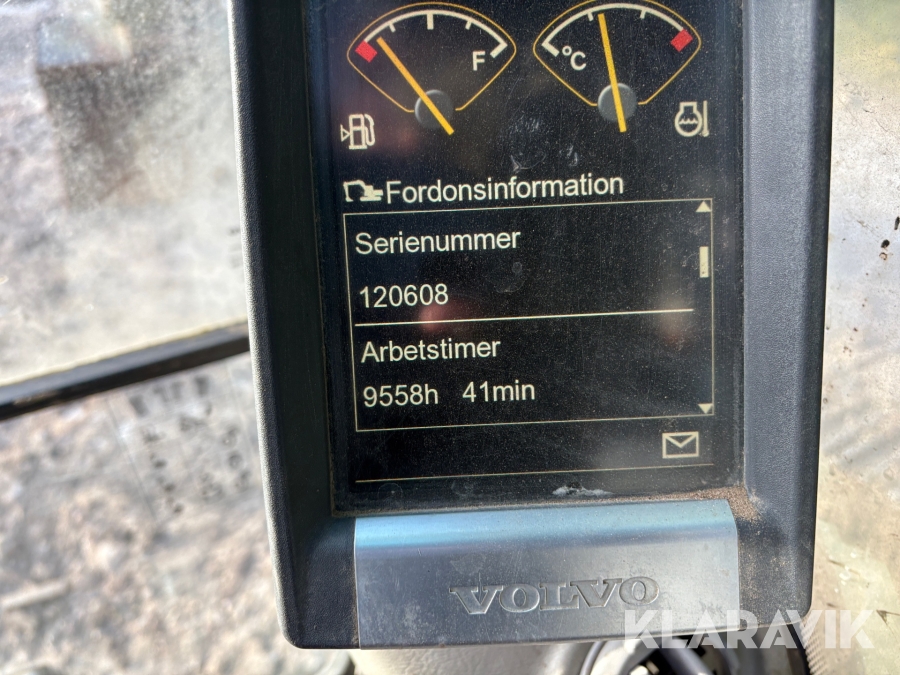 F
°C
Fordonsinformation
Serienummer
120608
Arbetstimer
9558h 41min
VOLVO
KLARAVIK